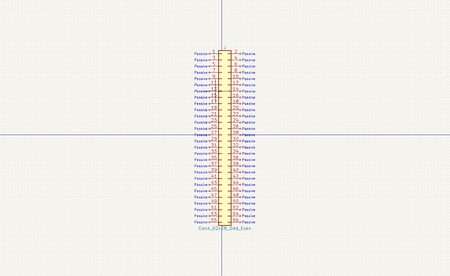 J
Passive 1 2 Passive
Passive 3 4 Passive
Passive 5 6 Passive
Passive 7 8 Passive
Passive 9 10 Passive
Passive 11 12 Passive
Passive 13 14 Passive
Passive 15 16 Passive
Passive 17 18 Passive
Passive 19 20 Passive
Passive 21 22 Passive
Passive 23 24 Passive
Passive 25 26 Passive
Passive 27 28 Passive
Passive 29 30 Passive
Passive 31 32 Passive
Passive 33 34 Passive
Passive 35 36 Passive
Passive 37 38 Passive
Passive 39 40 Passive
Passive 41 42 Passive
Passive 43 44 Passive
Passive 45 46 Passive
Passive 47 48 Passive
Passive 49 50 Passive
Passive 51 52 Passive
Passive 53 54 Passive
Passive 55 56 Passive
Conn_02x28_Odd_Even